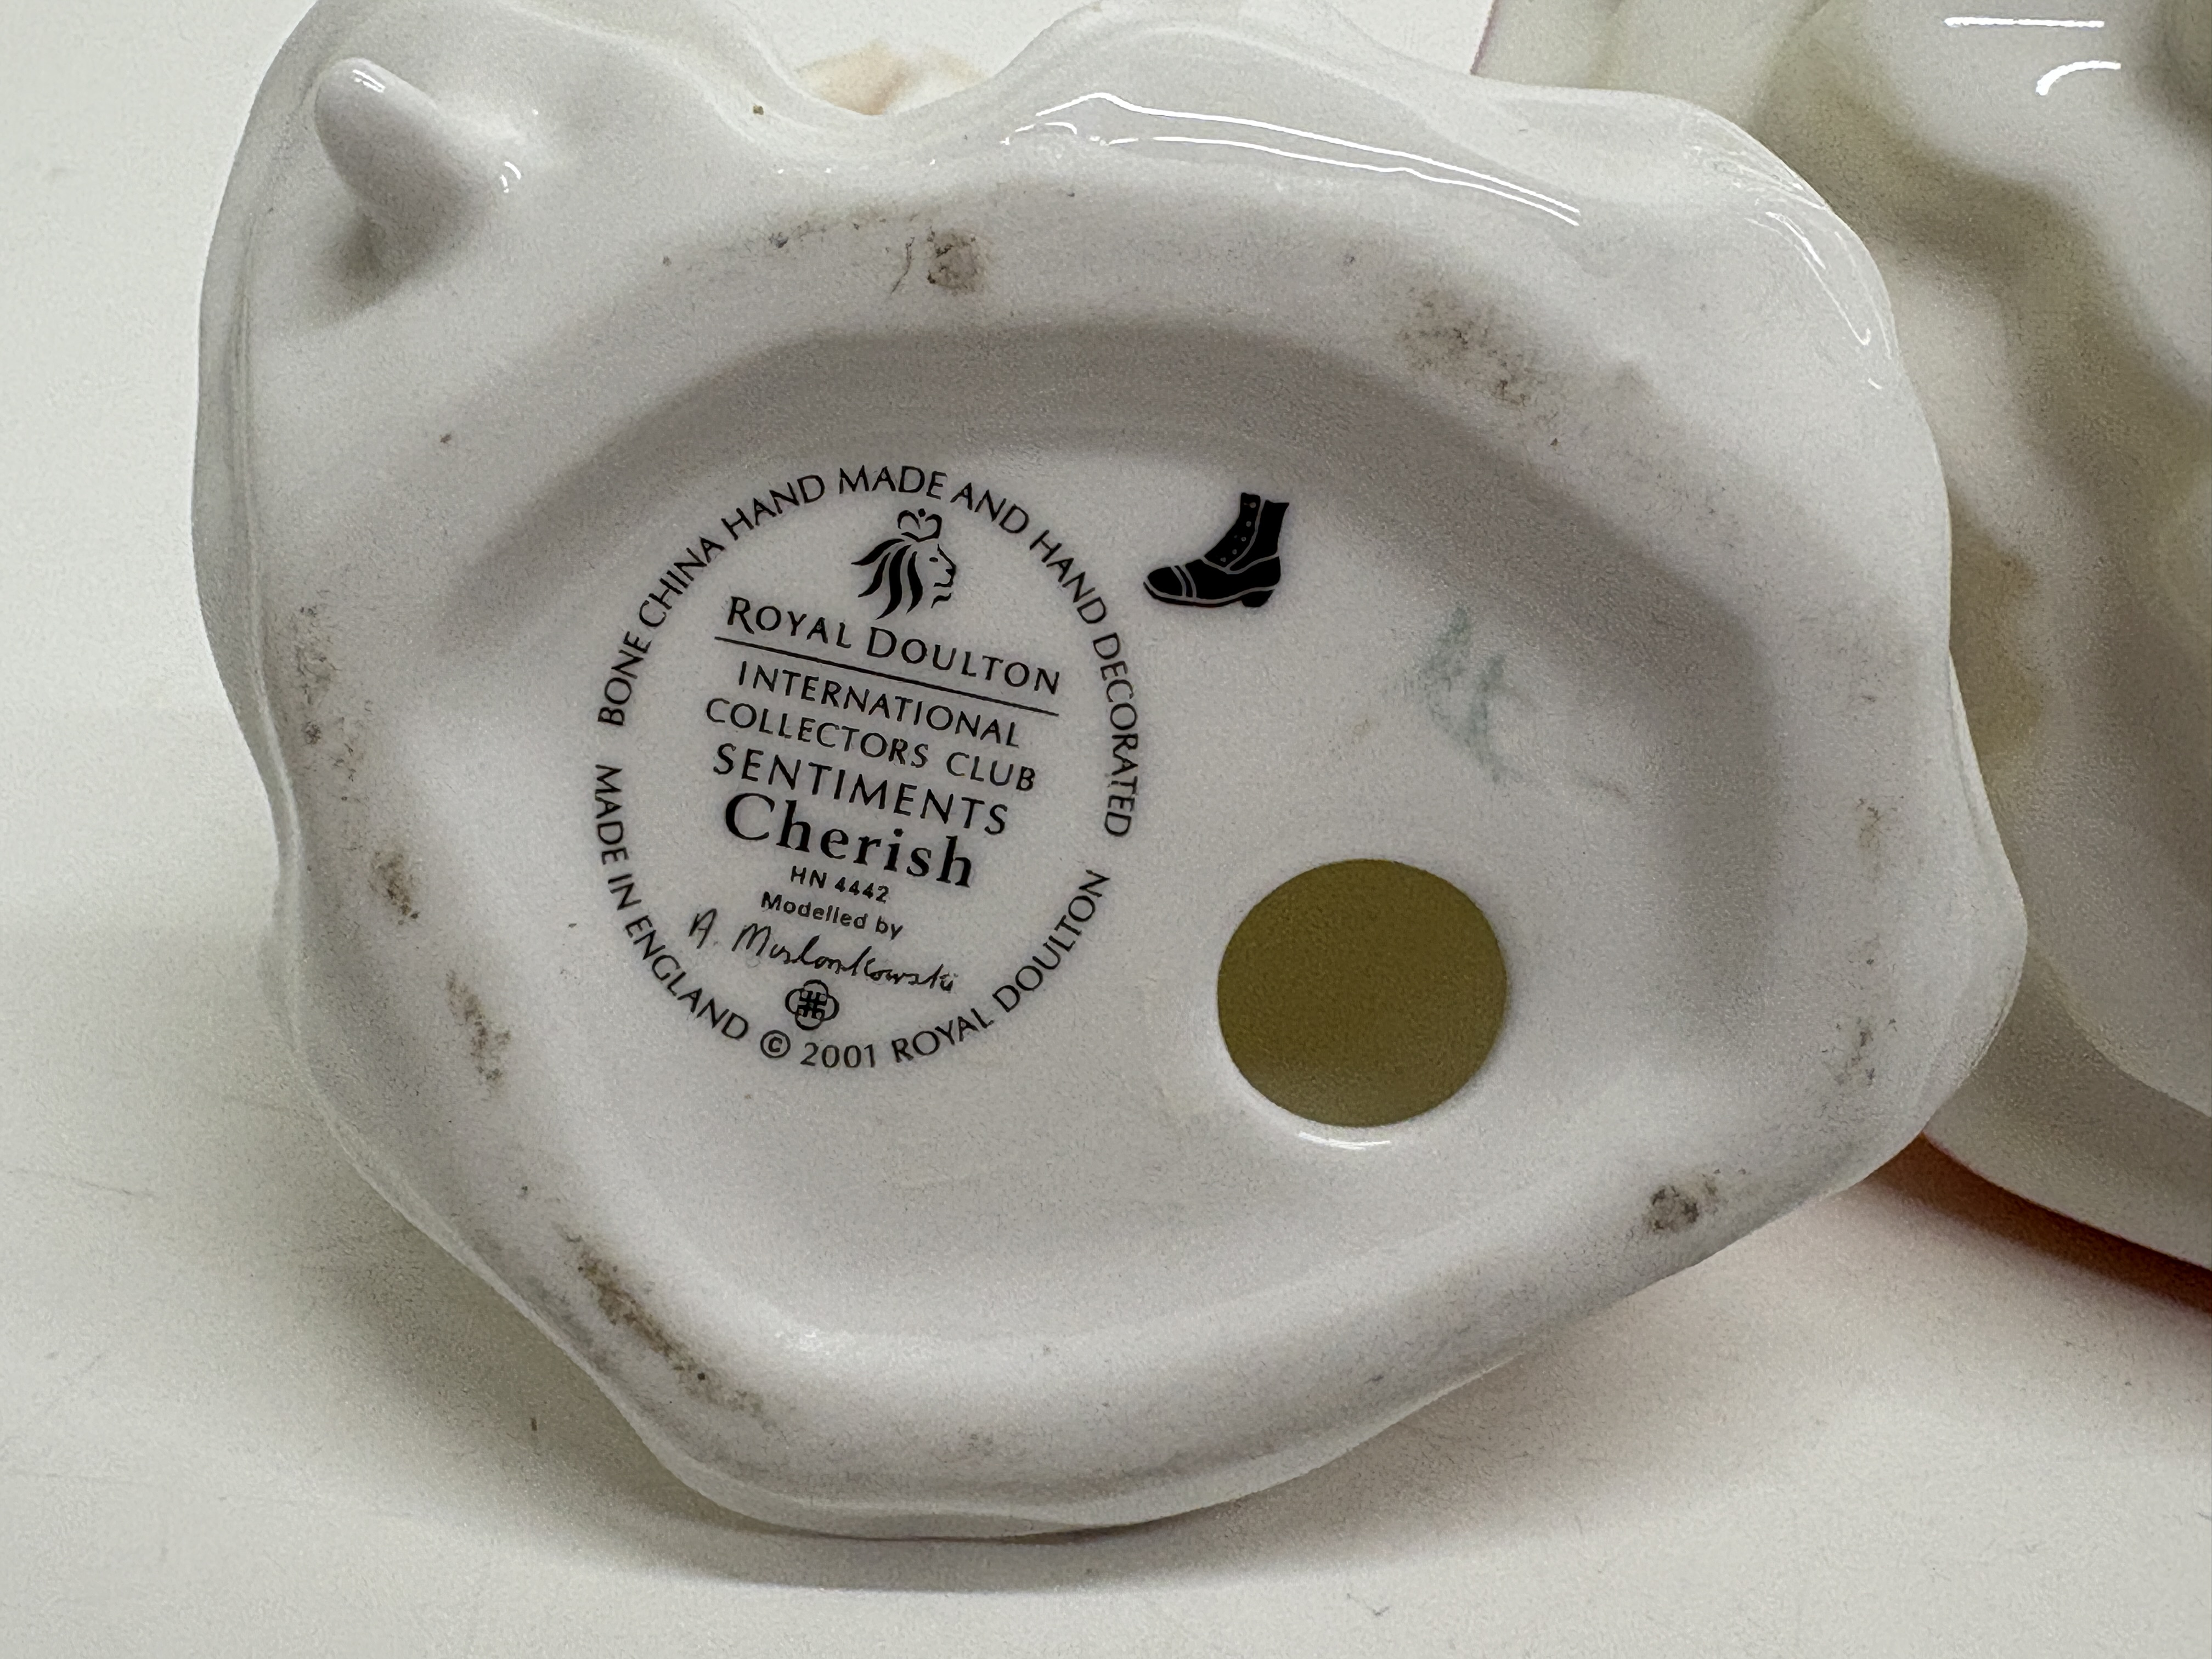 BONE CHINA HAND MADE AND HAND DECORATED
ROYAL DOULTON
INTERNATIONAL
COLLECTORS CLUB
SENTIMENTS
Cherish
HN 4442
Modelled by
A. Maslankowski
MADE IN ENGLAND © 2001 ROYAL DOULTON